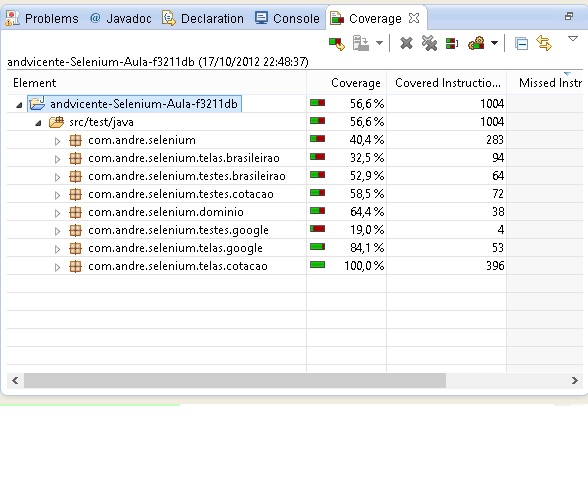 Problems @ Javadoc Declaration Console Coverage
andvicente-Selenium-Aula-f3211db (17/10/2012 22:48:37)
Element Coverage Covered Instructio... Missed Instr
andvicente-Selenium-Aula-f3211db 56,6 % 1004
src/test/java 56,6 % 1004
com.andre.selenium 40,4 % 283
com.andre.selenium.telas.brasileirao 32,5 % 94
com.andre.selenium.testes.brasileirao 52,9 % 64
com.andre.selenium.testes.cotacao 58,5 % 72
com.andre.selenium.dominio 64,4 % 38
com.andre.selenium.testes.google 19,0 % 4
com.andre.selenium.telas.google 84,1 % 53
com.andre.selenium.telas.cotacao 100,0 % 396